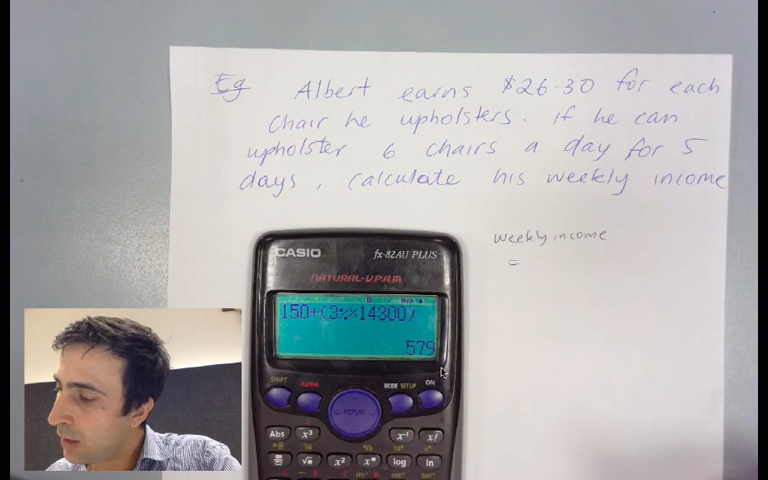 Eg Albert earns $26.30 for each
chair he upholsters. if he can
upholster 6 chairs a day for 5
days, calculate his weekly income
weekly income
=
CASIO fx-82AU PLUS
NATURAL-V.P.A.M.
150+(3%×14300)
579
SHIFT ALPHA MODE SETUP ON
REPLAY
Abs x³ x⁻¹ x!
√ x² log ln